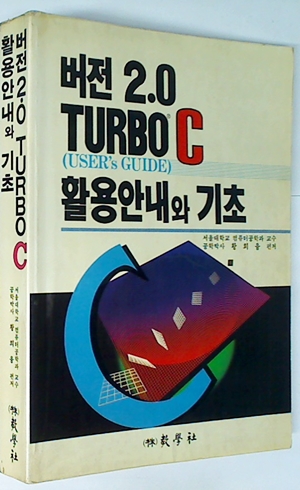 버전 2.0
TURBO® C
(USER's GUIDE)
활용안내와 기초
서울대학교 컴퓨터공학과 교수
공학박사 황희융 편저
(株) 敎學社
버전 2.0 TURBO C
활용안내와 기초
서울대학교 컴퓨터공학과 교수
공학박사 황희융 편저
(株) 敎學社